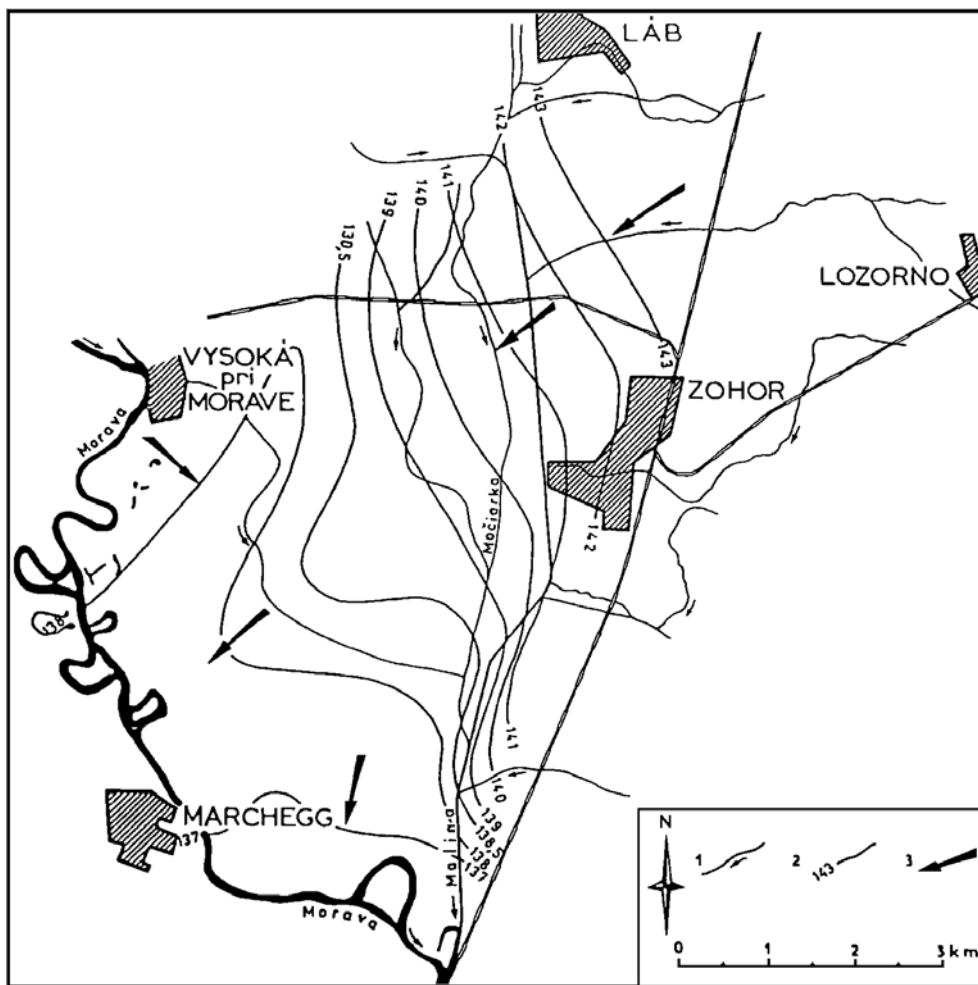 LÁB
143
142
141
140
139
130,5
LOZORNO
VYSOKÁ
pri
MORAVE
143
ZOHOR
Morava
Močiarka
142
138
141
140
139
138,5
138
137
MARCHEGG
137
Malina
Morava
N
1
2
143
3
0
1
2
3 km